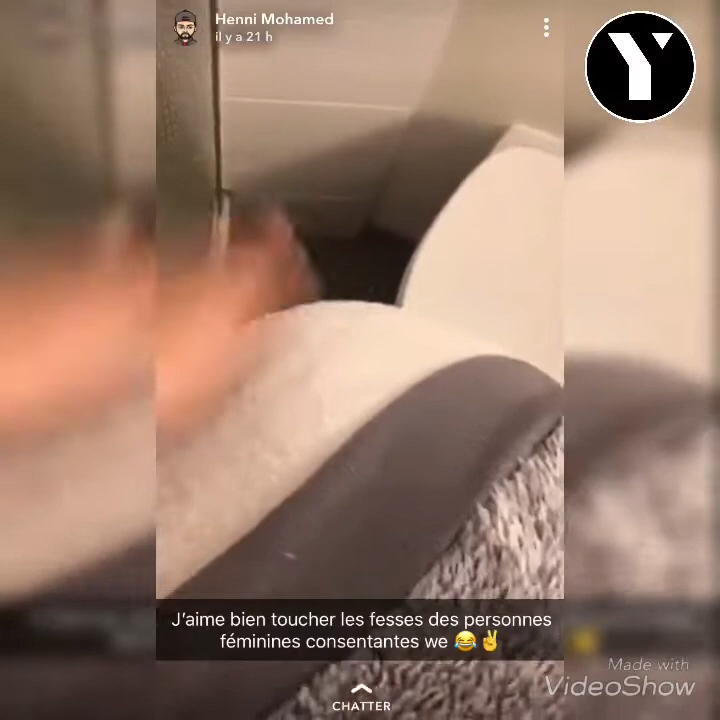 Henni Mohamed
il y a 21 h
Y
J'aime bien toucher les fesses des personnes
féminines consentantes we 😂✌️
CHATTER
Made with
VideoShow